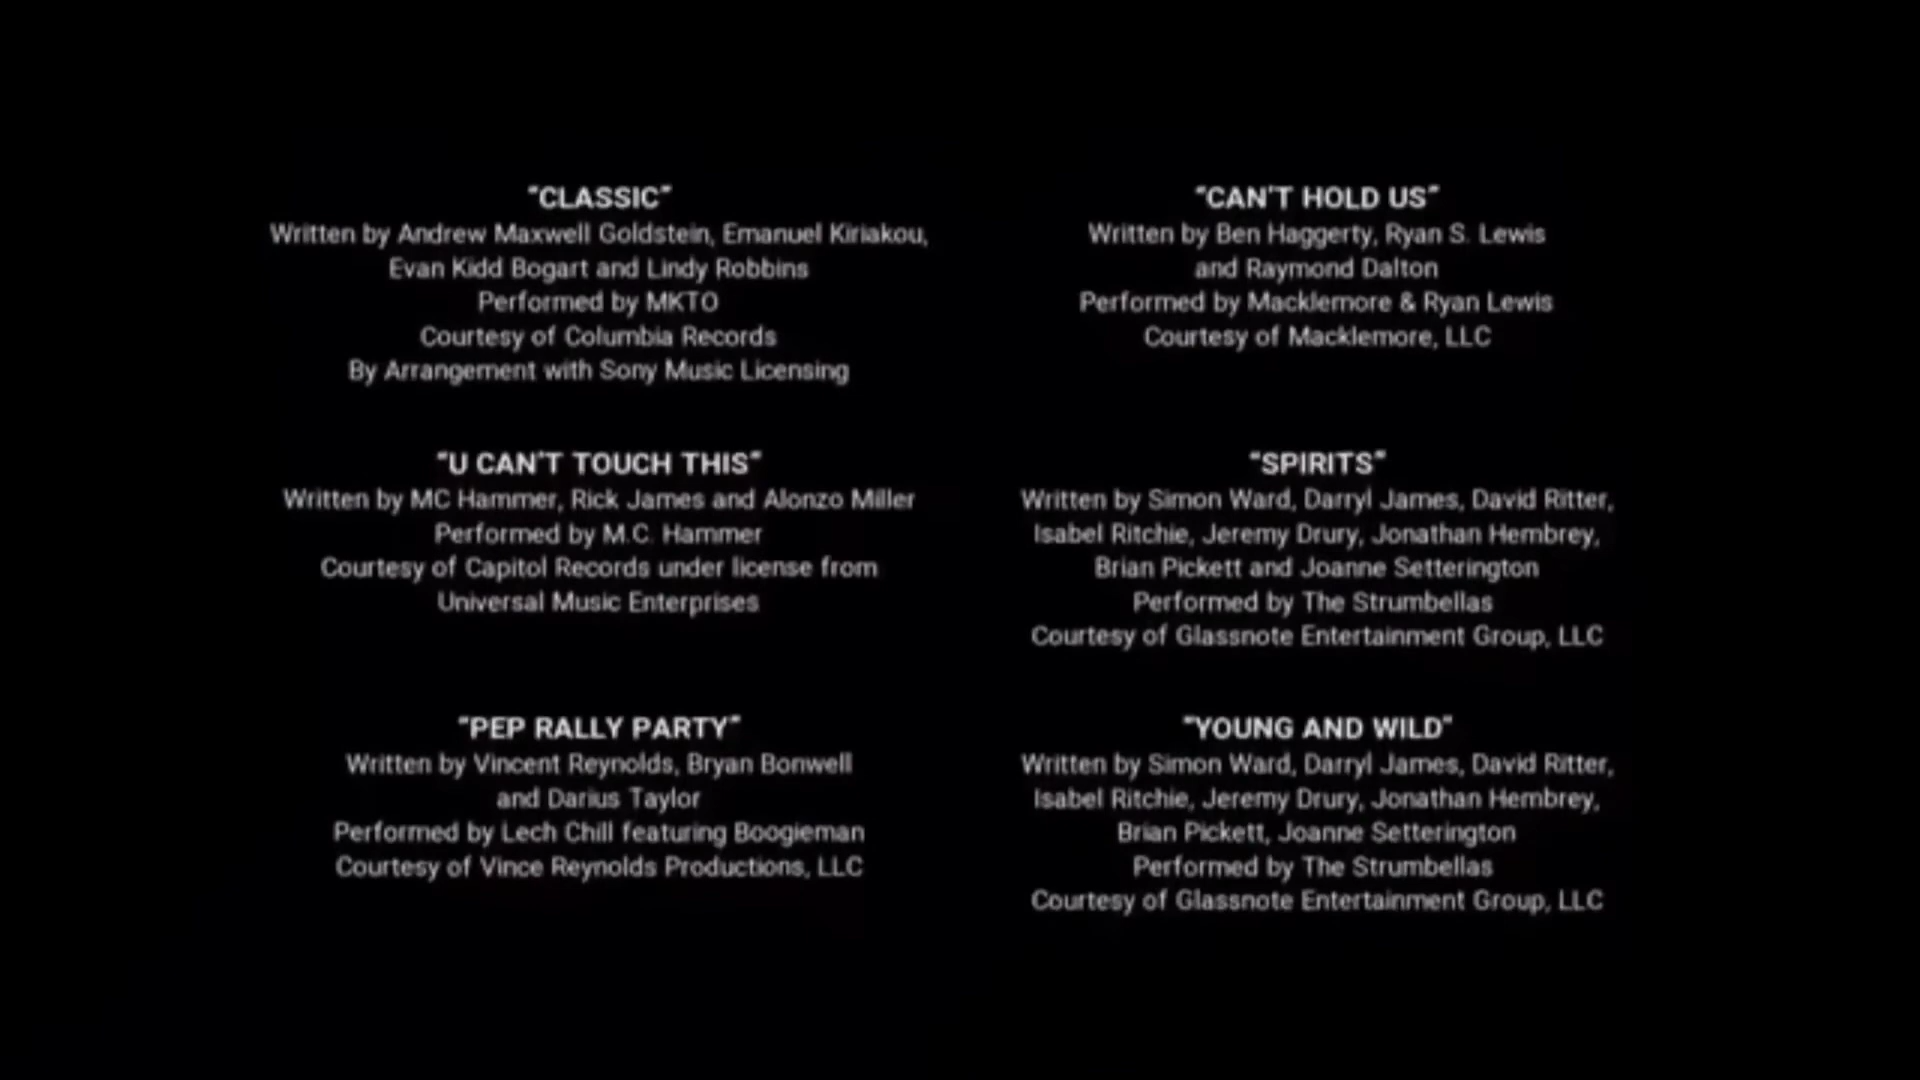 "CLASSIC"
Written by Andrew Maxwell Goldstein, Emanuel Kiriakou,
Evan Kidd Bogart and Lindy Robbins
Performed by MKTO
Courtesy of Columbia Records
By Arrangement with Sony Music Licensing
"CAN'T HOLD US"
Written by Ben Haggerty, Ryan S. Lewis
and Raymond Dalton
Performed by Macklemore & Ryan Lewis
Courtesy of Macklemore, LLC
"U CAN'T TOUCH THIS"
Written by MC Hammer, Rick James and Alonzo Miller
Performed by M.C. Hammer
Courtesy of Capitol Records under license from
Universal Music Enterprises
"SPIRITS"
Written by Simon Ward, Darryl James, David Ritter,
Isabel Ritchie, Jeremy Drury, Jonathan Hembrey,
Brian Pickett and Joanne Setterington
Performed by The Strumbellas
Courtesy of Glassnote Entertainment Group, LLC
"PEP RALLY PARTY"
Written by Vincent Reynolds, Bryan Bonwell
and Darius Taylor
Performed by Lech Chill featuring Boogieman
Courtesy of Vince Reynolds Productions, LLC
"YOUNG AND WILD"
Written by Simon Ward, Darryl James, David Ritter,
Isabel Ritchie, Jeremy Drury, Jonathan Hembrey,
Brian Pickett, Joanne Setterington
Performed by The Strumbellas
Courtesy of Glassnote Entertainment Group, LLC